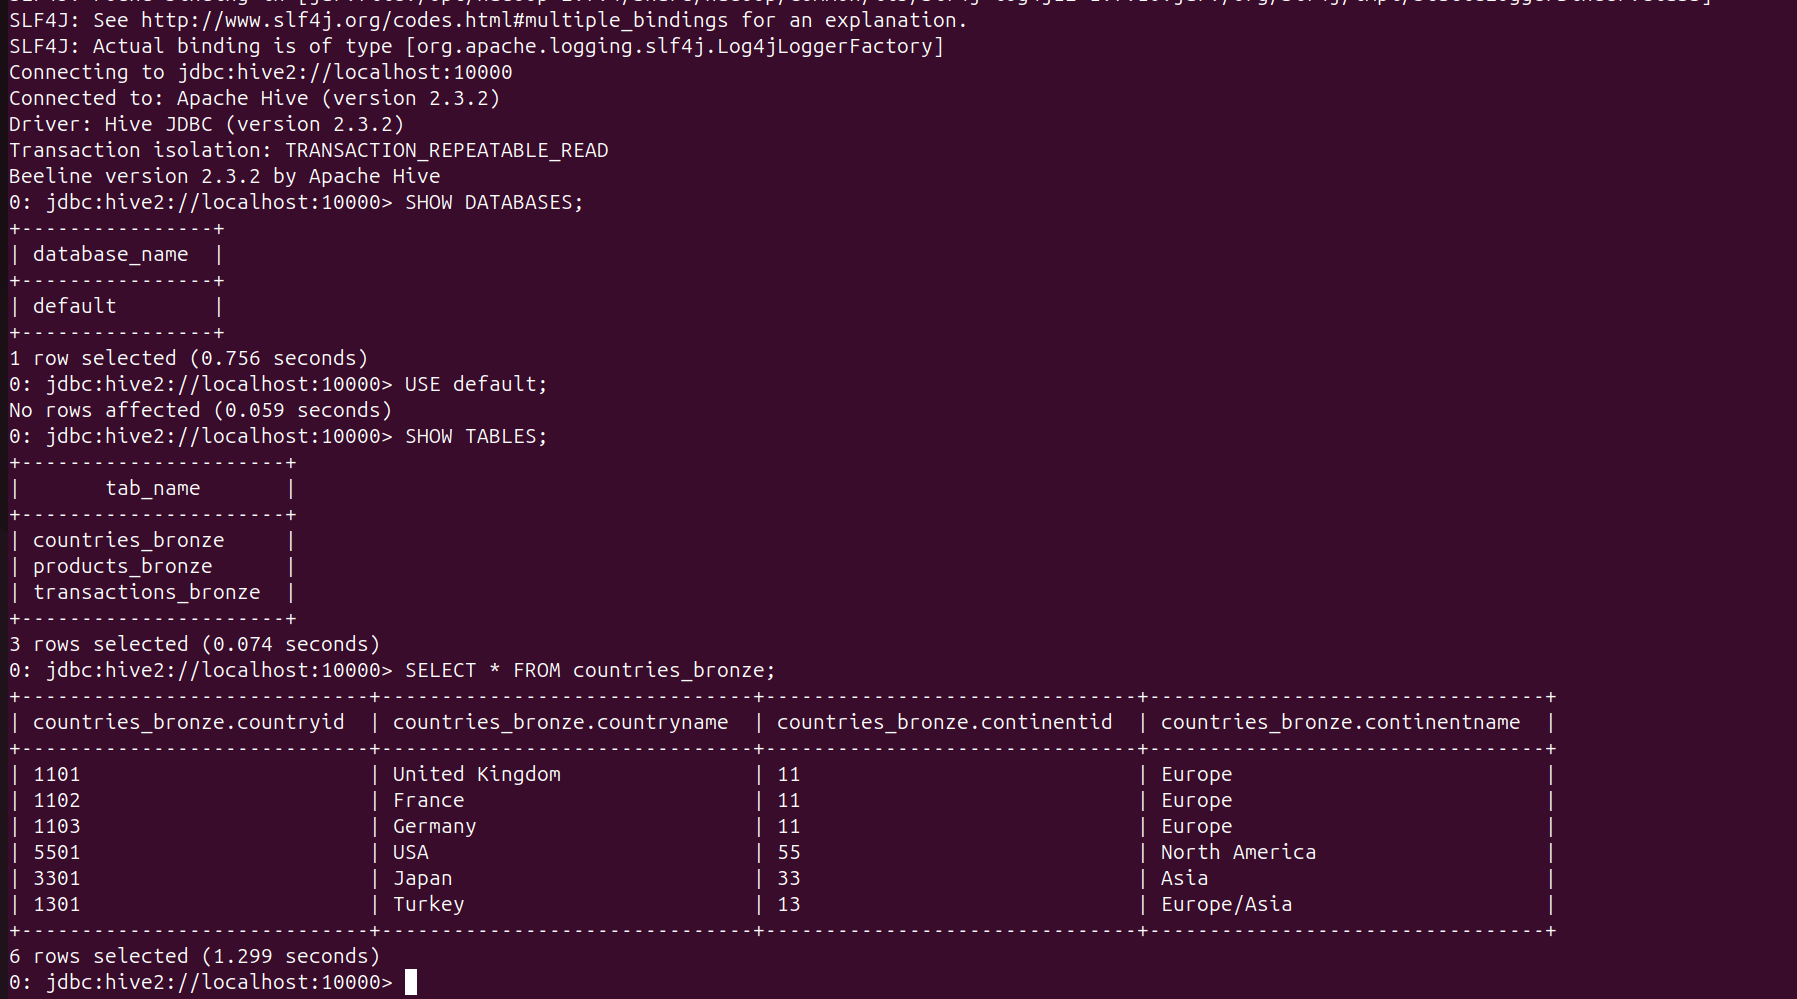 SLF4J: See http://www.slf4j.org/codes.html#multiple_bindings for an explanation.
SLF4J: Actual binding is of type [org.apache.logging.slf4j.Log4jLoggerFactory]
Connecting to jdbc:hive2://localhost:10000
Connected to: Apache Hive (version 2.3.2)
Driver: Hive JDBC (version 2.3.2)
Transaction isolation: TRANSACTION_REPEATABLE_READ
Beeline version 2.3.2 by Apache Hive
0: jdbc:hive2://localhost:10000> SHOW DATABASES;
+----------------+
| database_name  |
+----------------+
| default        |
+----------------+
1 row selected (0.756 seconds)
0: jdbc:hive2://localhost:10000> USE default;
No rows affected (0.059 seconds)
0: jdbc:hive2://localhost:10000> SHOW TABLES;
+----------------------+
|       tab_name       |
+----------------------+
| countries_bronze     |
| products_bronze      |
| transactions_bronze  |
+----------------------+
3 rows selected (0.074 seconds)
0: jdbc:hive2://localhost:10000> SELECT * FROM countries_bronze;
+-----------------------------+-------------------------------+-------------------------------+---------------------------------+
| countries_bronze.countryid  | countries_bronze.countryname  | countries_bronze.continentid  | countries_bronze.continentname  |
+-----------------------------+-------------------------------+-------------------------------+---------------------------------+
| 1101                        | United Kingdom                | 11                            | Europe                          |
| 1102                        | France                        | 11                            | Europe                          |
| 1103                        | Germany                       | 11                            | Europe                          |
| 5501                        | USA                           | 55                            | North America                   |
| 3301                        | Japan                         | 33                            | Asia                            |
| 1301                        | Turkey                        | 13                            | Europe/Asia                     |
+-----------------------------+-------------------------------+-------------------------------+---------------------------------+
6 rows selected (1.299 seconds)
0: jdbc:hive2://localhost:10000>